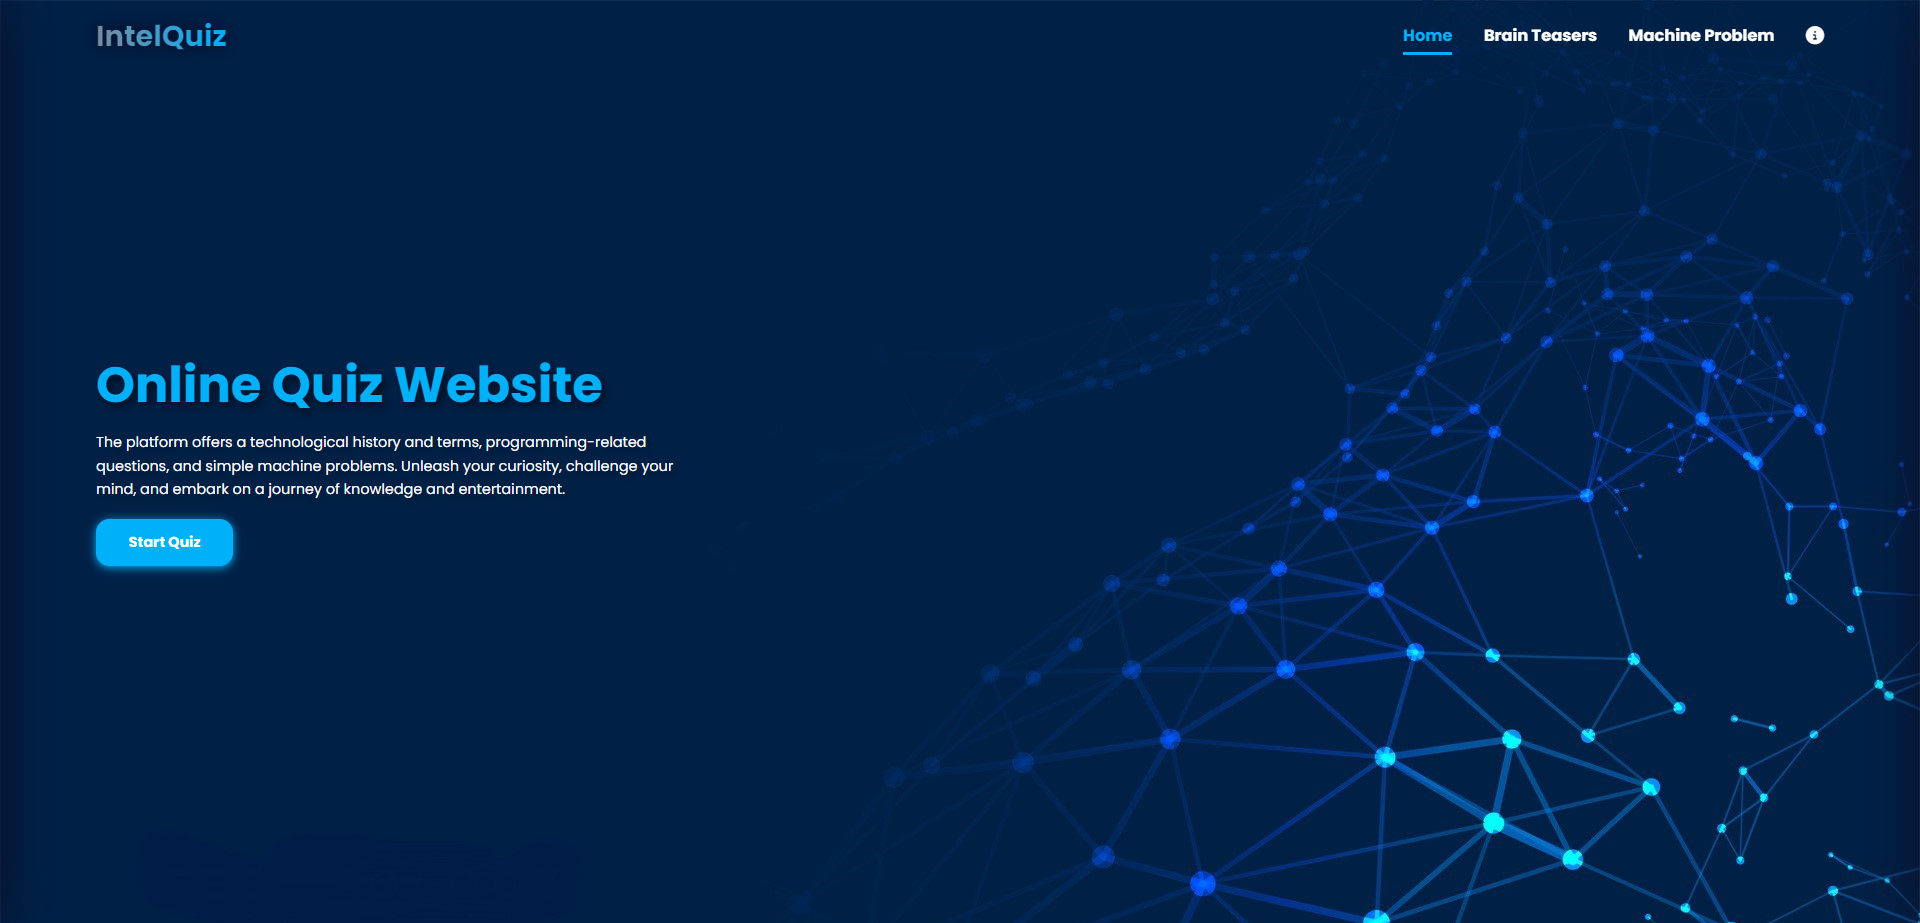 IntelQuiz
Home
Brain Teasers
Machine Problem
Online Quiz Website
The platform offers a technological history and terms, programming-related
questions, and simple machine problems. Unleash your curiosity, challenge your
mind, and embark on a journey of knowledge and entertainment.
Start Quiz